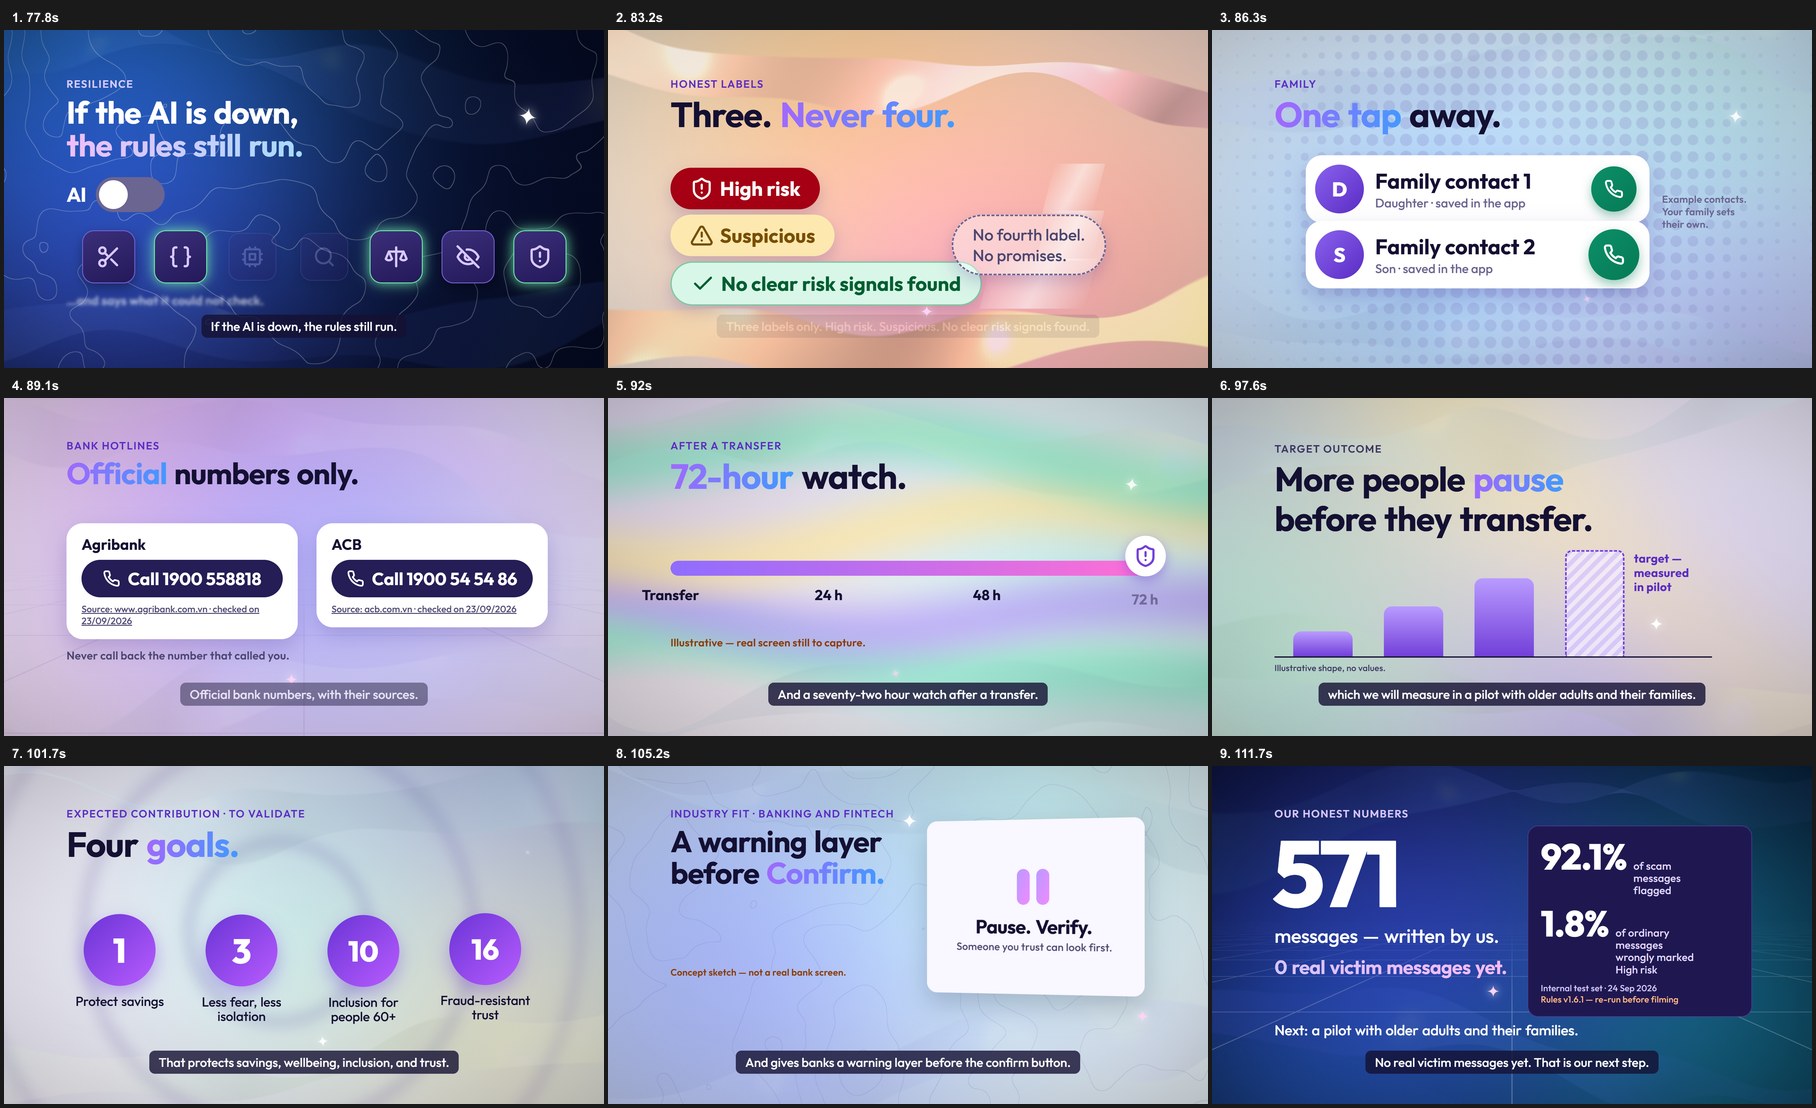 1. 77.8s
RESILIENCE
If the AI is down,
the rules still run.
AI
...and says what it could not check.
If the AI is down, the rules still run.
2. 83.2s
HONEST LABELS
Three. Never four.
High risk
Suspicious
No clear risk signals found
No fourth label.
No promises.
Three labels only. High risk. Suspicious. No clear risk signals found.
3. 86.3s
FAMILY
One tap away.
D
Family contact 1
Daughter · saved in the app
S
Family contact 2
Son · saved in the app
Example contacts.
Your family sets
their own.
4. 89.1s
BANK HOTLINES
Official numbers only.
Agribank
Call 1900 558818
Source: www.agribank.com.vn · checked on
23/09/2026
ACB
Call 1900 54 54 86
Source: acb.com.vn · checked on 23/09/2026
Never call back the number that called you.
Official bank numbers, with their sources.
5. 92s
AFTER A TRANSFER
72-hour watch.
Transfer
24 h
48 h
72 h
Illustrative — real screen still to capture.
And a seventy-two hour watch after a transfer.
6. 97.6s
TARGET OUTCOME
More people pause
before they transfer.
target —
measured
in pilot
Illustrative shape, no values.
which we will measure in a pilot with older adults and their families.
7. 101.7s
EXPECTED CONTRIBUTION · TO VALIDATE
Four goals.
1
Protect savings
3
Less fear, less
isolation
10
Inclusion for
people 60+
16
Fraud-resistant
trust
That protects savings, wellbeing, inclusion, and trust.
8. 105.2s
INDUSTRY FIT · BANKING AND FINTECH
A warning layer
before Confirm.
Pause. Verify.
Someone you trust can look first.
Concept sketch — not a real bank screen.
And gives banks a warning layer before the confirm button.
9. 111.7s
OUR HONEST NUMBERS
571
messages — written by us.
0 real victim messages yet.
92.1% of scam
messages
flagged
1.8% of ordinary
messages
wrongly marked
High risk
Internal test set · 24 Sep 2026
Rules v1.6.1 — re-run before filming
Next: a pilot with older adults and their families.
No real victim messages yet. That is our next step.